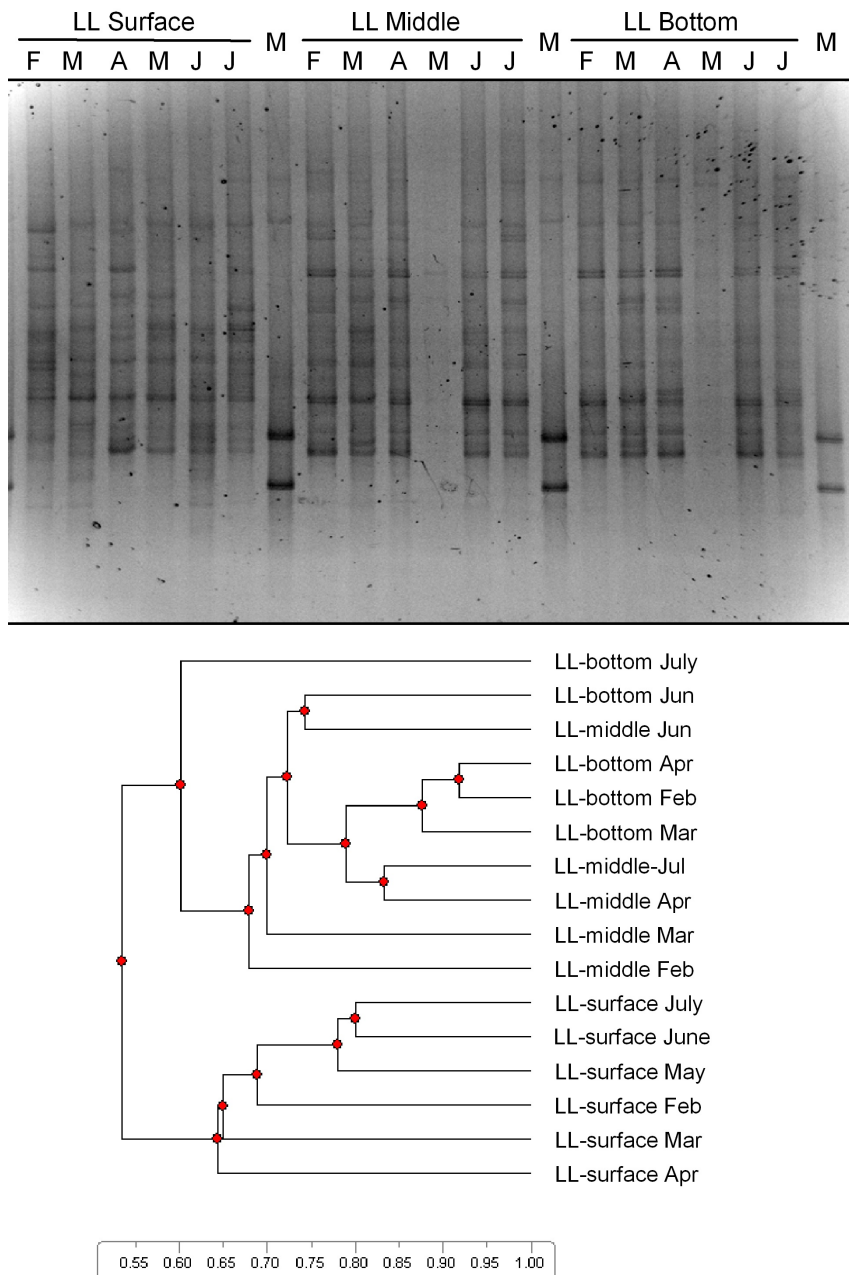 LL Surface M LL Middle M LL Bottom M
F M A M J J F M A M J J F M A M J J
LL-bottom July
LL-bottom Jun
LL-middle Jun
LL-bottom Apr
LL-bottom Feb
LL-bottom Mar
LL-middle-Jul
LL-middle Apr
LL-middle Mar
LL-middle Feb
LL-surface July
LL-surface June
LL-surface May
LL-surface Feb
LL-surface Mar
LL-surface Apr
0.55 0.60 0.65 0.70 0.75 0.80 0.85 0.90 0.95 1.00